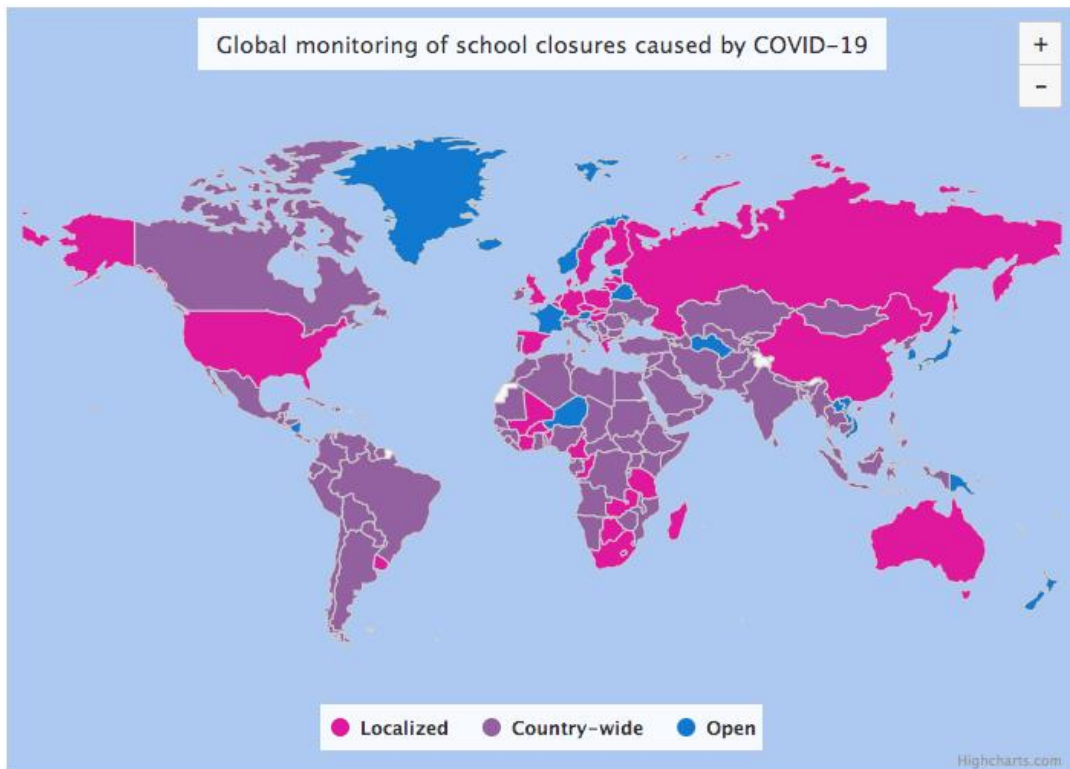 Global monitoring of school closures caused by COVID-19
+
-
Localized
Country-wide
Open
Highcharts.com